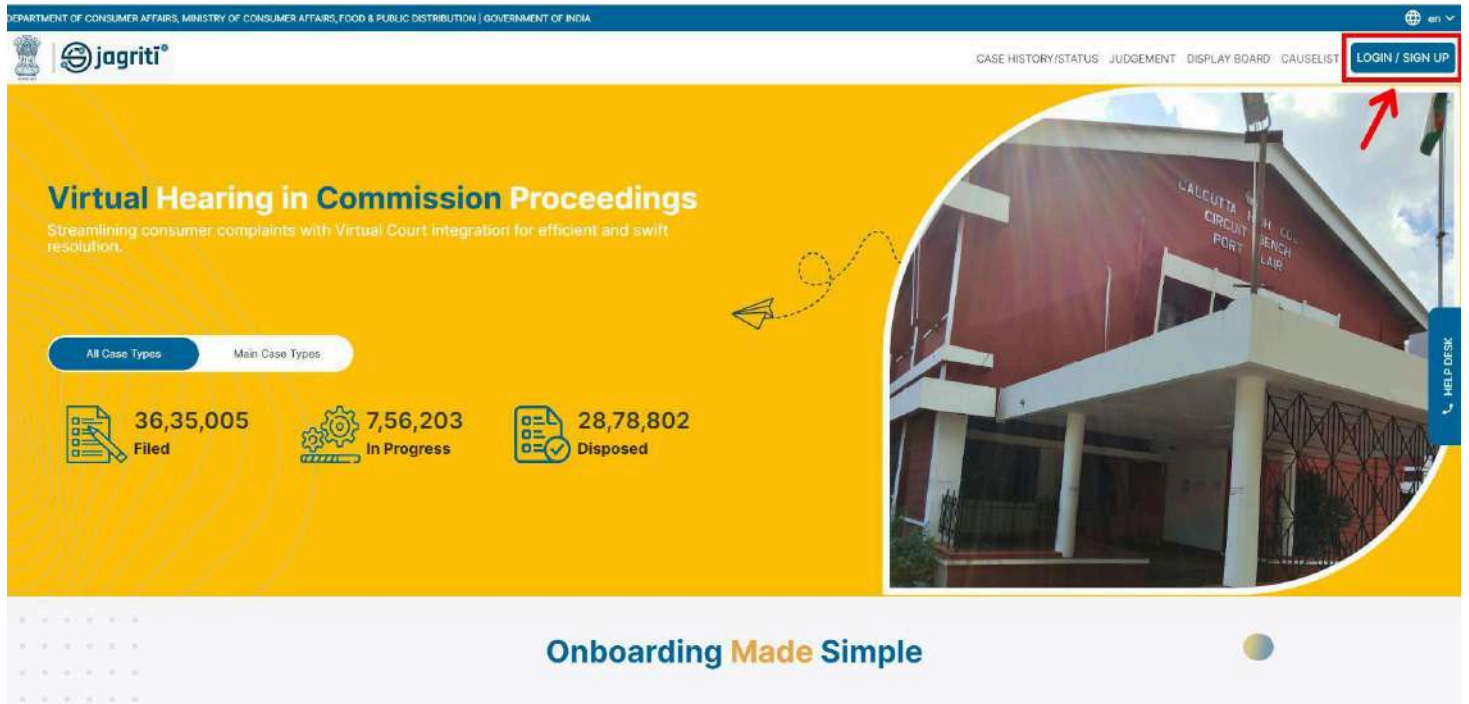 DEPARTMENT OF CONSUMER AFFAIRS, MINISTRY OF CONSUMER AFFAIRS, FOOD & PUBLIC DISTRIBUTION | GOVERNMENT OF INDIA
en
jagriti
CASE HISTORY/STATUS JUDGEMENT DISPLAY BOARD CAUSELIST LOGIN / SIGN UP
Virtual Hearing in Commission Proceedings
Streamlining consumer complaints with Virtual Court integration for efficient and swift
resolution.
CALCUTTA H H COU
CIRCUIT BENCH
PORT LAIR
All Case Types Main Case Types
36,35,005
Filed
7,56,203
In Progress
28,78,802
Disposed
HELP DESK
Onboarding Made Simple